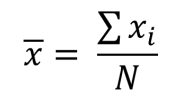 x̅ = ∑ xᵢ / N